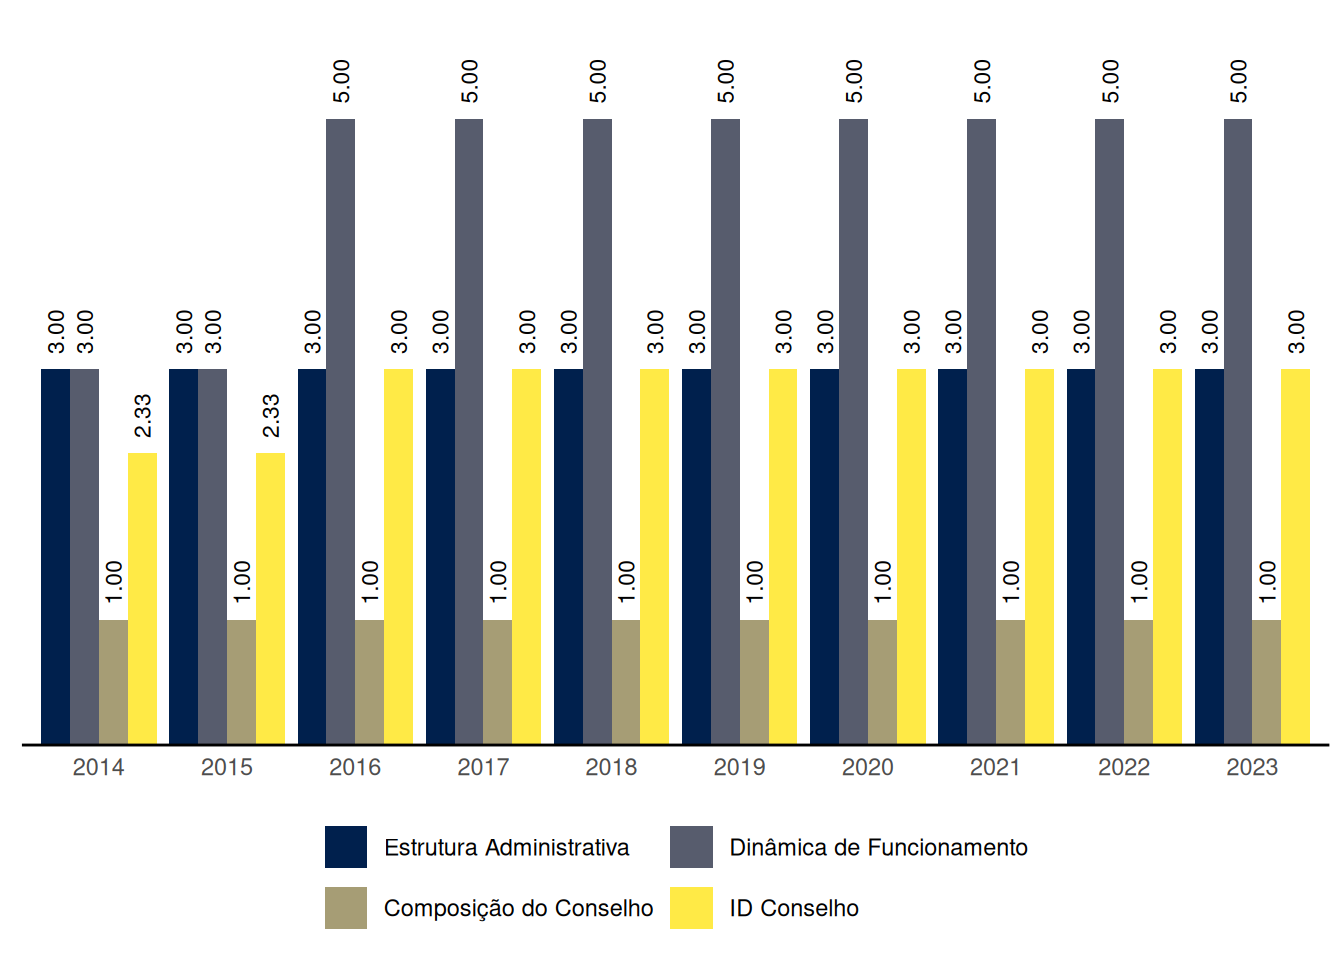 5.00 5.00 5.00 5.00 5.00 5.00 5.00 5.00
3.00 3.00 3.00 3.00 3.00 3.00 3.00 3.00 3.00 3.00 3.00 3.00 3.00 3.00 3.00 3.00 3.00 3.00 3.00 3.00
2.33 2.33
1.00 1.00 1.00 1.00 1.00 1.00 1.00 1.00 1.00 1.00
2014 2015 2016 2017 2018 2019 2020 2021 2022 2023
Estrutura Administrativa Dinâmica de Funcionamento
Composição do Conselho ID Conselho